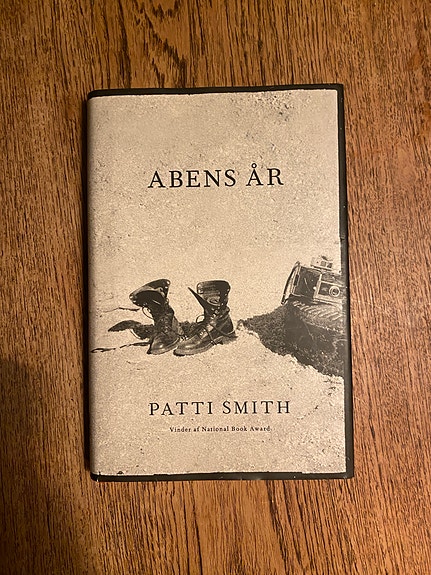 ABENS ÅR
PATTI SMITH
Vinder af National Book Award